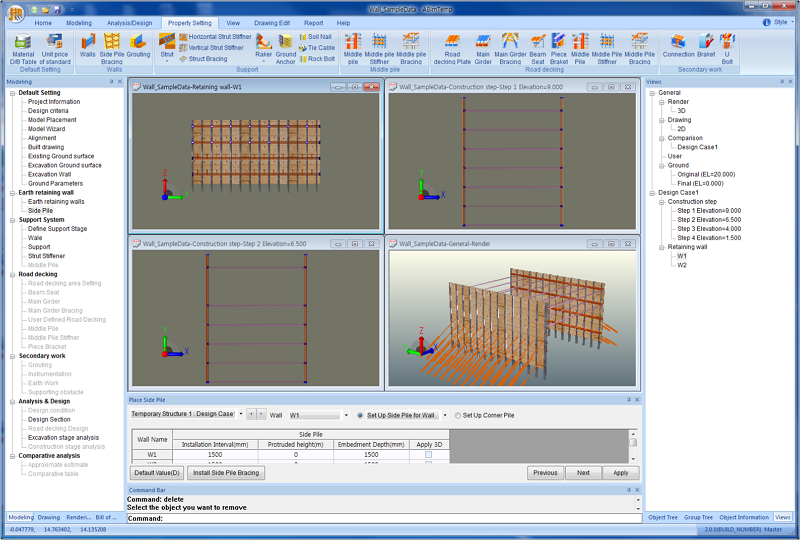 Wall_SampleData - ABimTemp
Home Modeling Analysis/Design Property Setting View Drawing Edit Report Help
Style
Material D/B Table
Unit price of standard
Default Setting
Walls
Side Pile Bracing
Grouting
Walls
Strut
Horizontal Strut Stiffner
Vertical Strut Stiffner
Struct Bracing
Raker
Ground Anchor
Soil Nail
Tie Cable
Rock Bolt
Support
Middle pile
Middle pile Stiffner
Middle pile Bracing
Middle pile
Road decking Plate
Main Girder
Main Girder Bracing
Beam Seat
Piece Bracket
Middle Pile
Middle Pile Stiffner
Middle Pile Bracing
Road decking
Connection
Braket
U Bolt
Secondary work
Modeling
Default Setting
Project Information
Design criteria
Model Placement
Model Wizard
Alignment
Built drawing
Existing Ground surface
Excavation Ground surface
Excavation Wall
Ground Parameters
Earth retaining wall
Earth retaining walls
Side Pile
Support System
Define Support Stage
Wale
Support
Strut Stiffener
Middle Pile
Road decking
Road decking area Setting
Beam Seat
Main Girder
Main Girder Bracing
User Defined Road Decking
Middle Pile
Middle Pile Stiffner
Piece Bracket
Secondary work
Grouting
Instrumentation
Earth Work
Supporting obstacle
Analysis & Design
Design condition
Design Section
Road decking Design
Excavation stage analysis
Construction stage analysis
Comparative analysis
Approximate estimate
Comparative table
Modeling Drawing Renderi... Bill of ...
Wall_SampleData-Retaining wall-W1
Z
Y
Wall_SampleData-Construction step-Step 1 Elevation=9.000
Y
X
Wall_SampleData-Construction step-Step 2 Elevation=6.500
Y
X
Wall_SampleData-General-Render
Z
Y
X
Place Side Pile
Temporary Structure 1 : Design Case Wall W1 Set Up Side Pile for Wall Set Up Corner Pile
Wall Name Side Pile
Installation Interval(mm) Protruded height(m) Embedment Depth(mm) Apply 3D
W1 1500 0 1500
Default Value(D) Install Side Pile Bracing Previous Next Apply
Command Bar
Command: delete
Select the object you want to remove
Command:
Views
General
Render
3D
Drawing
2D
Comparison
Design Case1
User
Ground
Original (EL=20.000)
Final (EL=0.000)
Design Case1
Construction step
Step 1 Elevation=9.000
Step 2 Elevation=6.500
Step 3 Elevation=4.000
Step 4 Elevation=1.500
Retaining wall
W1
W2
Object Tree Group Tree Object Information Views
-0.047779, 14.763402, 14.135208
2.0.0(BUILD_NUMBER) Master